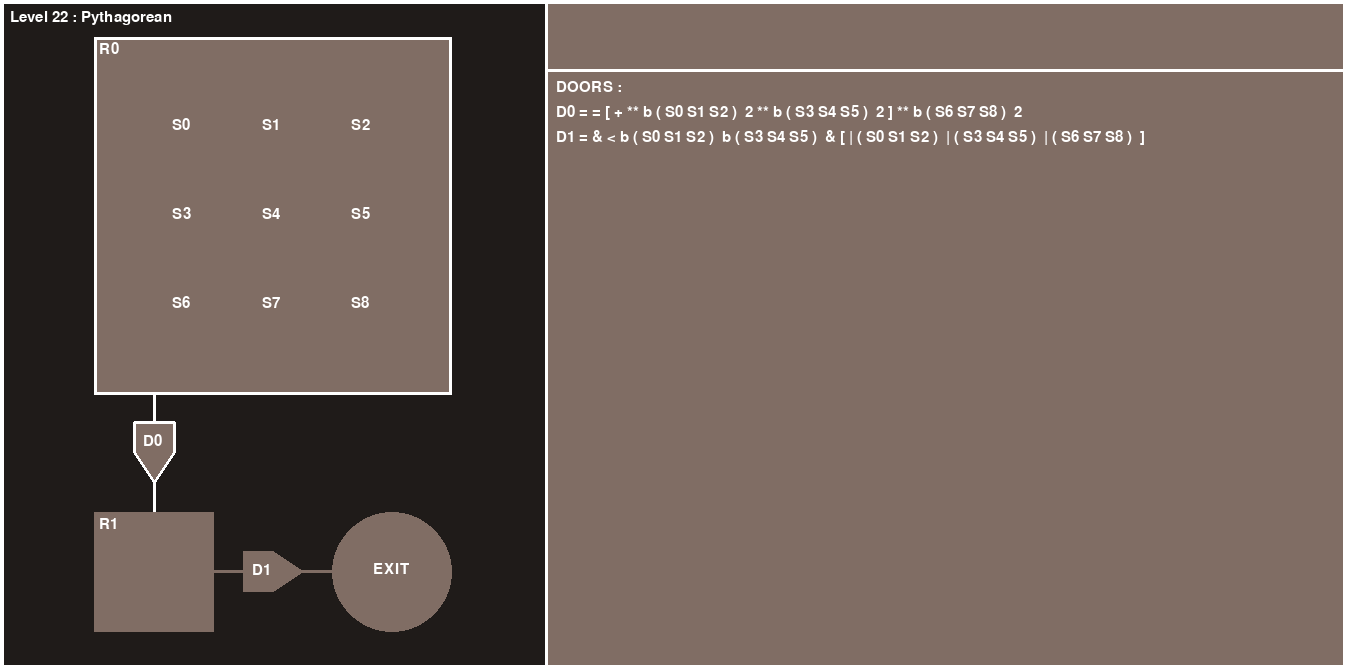 Level 22 : Pythagorean
R0
S0 S1 S2
S3 S4 S5
S6 S7 S8
D0
R1
D1
EXIT
DOORS :
D0 = = [ + ** b ( S0 S1 S2 ) 2 ** b ( S3 S4 S5 ) 2 ] ** b ( S6 S7 S8 ) 2
D1 = & < b ( S0 S1 S2 ) b ( S3 S4 S5 ) & [ | ( S0 S1 S2 ) | ( S3 S4 S5 ) | ( S6 S7 S8 ) ]